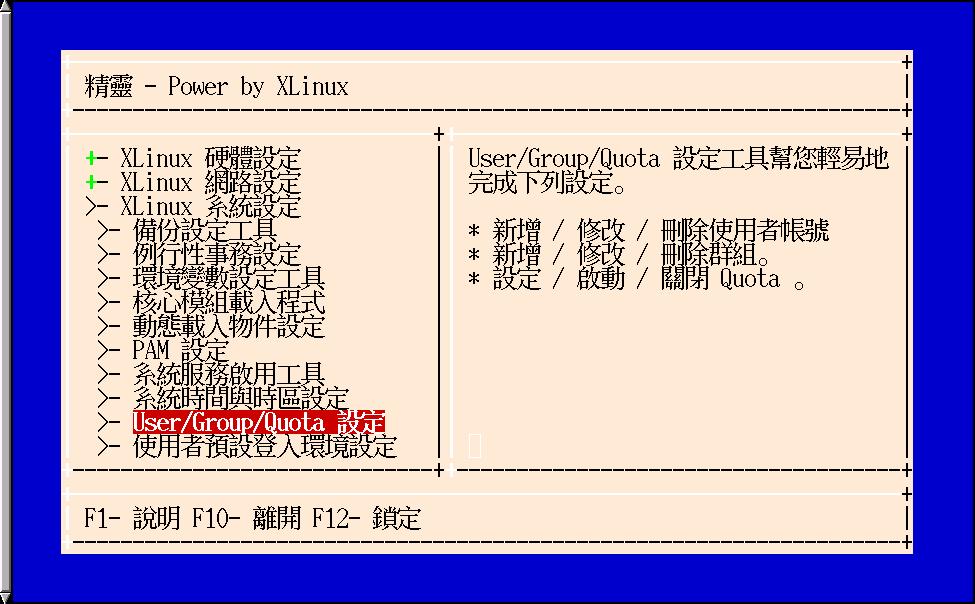 精靈 - Power by XLinux
+- XLinux 硬體設定
+- XLinux 網路設定
>- XLinux 系統設定
>- 備份設定工具
>- 例行性事務設定
>- 環境變數設定工具
>- 核心模組載入程式
>- 動態載入物件設定
>- PAM 設定
>- 系統服務啟用工具
>- 系統時間與時區設定
>- User/Group/Quota 設定
>- 使用者預設登入環境設定
User/Group/Quota 設定工具幫您輕易地
完成下列設定。
* 新增 / 修改 / 刪除使用者帳號
* 新增 / 修改 / 刪除群組。
* 設定 / 啟動 / 關閉 Quota 。
F1- 說明 F10- 離開 F12- 鎖定